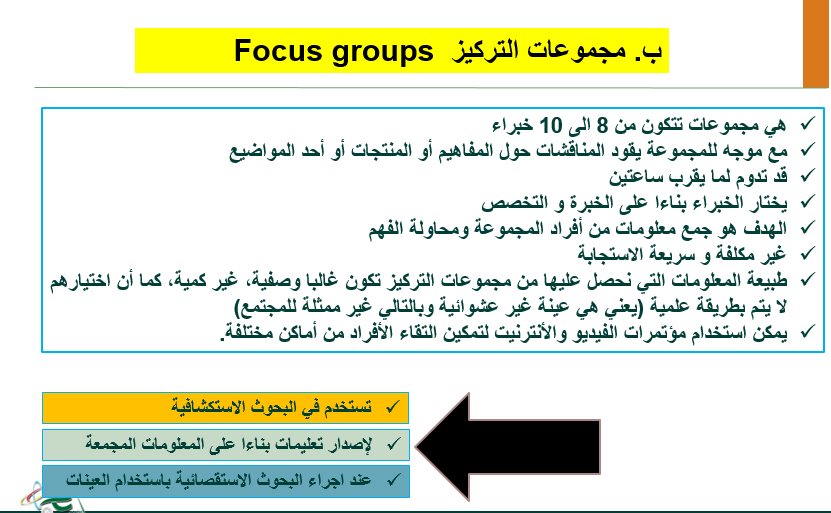 ب. مجموعات التركيز Focus groups
✓ هي مجموعات تتكون من 8 الى 10 خبراء
✓ مع موجه للمجموعة يقود المناقشات حول المفاهيم أو المنتجات أو أحد المواضيع
✓ قد تدوم لما يقرب ساعتين
✓ يختار الخبراء بناءا على الخبرة و التخصص
✓ الهدف هو جمع معلومات من أفراد المجموعة ومحاولة الفهم
✓ غير مكلفة و سريعة الاستجابة
✓ طبيعة المعلومات التي نحصل عليها من مجموعات التركيز تكون غالبا وصفية، غير كمية، كما أن اختيارهم
لا يتم بطريقة علمية (يعني هي عينة غير عشوائية وبالتالي غير ممثلة للمجتمع)
✓ يمكن استخدام مؤتمرات الفيديو والأنترنيت لتمكين التقاء الأفراد من أماكن مختلفة.
✓ تستخدم في البحوث الاستكشافية
✓ لإصدار تعليمات بناءا على المعلومات المجمعة
✓ عند اجراء البحوث الاستقصائية باستخدام العينات